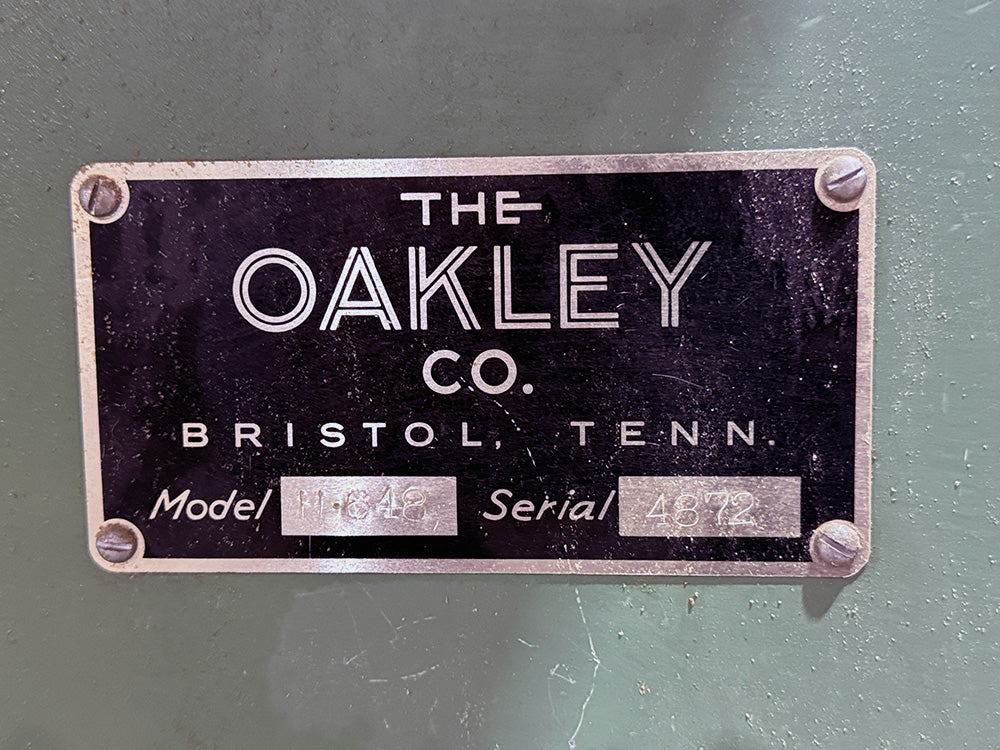 THE
OAKLEY
CO.
BRISTOL, TENN.
Model H-648 Serial 4872